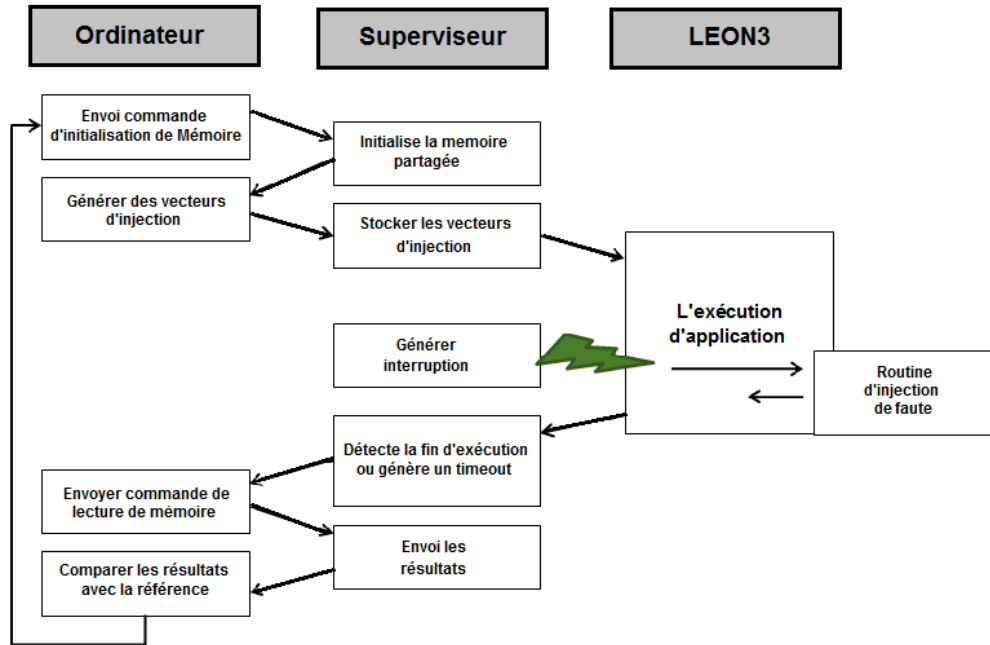 Ordinateur
Superviseur
LEON3
Envoi commande
d'initialisation de Mémoire
Initialise la memoire
partagée
Générer des vecteurs
d'injection
Stocker les vecteurs
d'injection
L'exécution
d'application
Générer
interruption
Routine
d'injection
de faute
Détecte la fin d'exécution
ou génère un timeout
Envoyer commande de
lecture de mémoire
Envoi les
résultats
Comparer les résultats
avec la référence